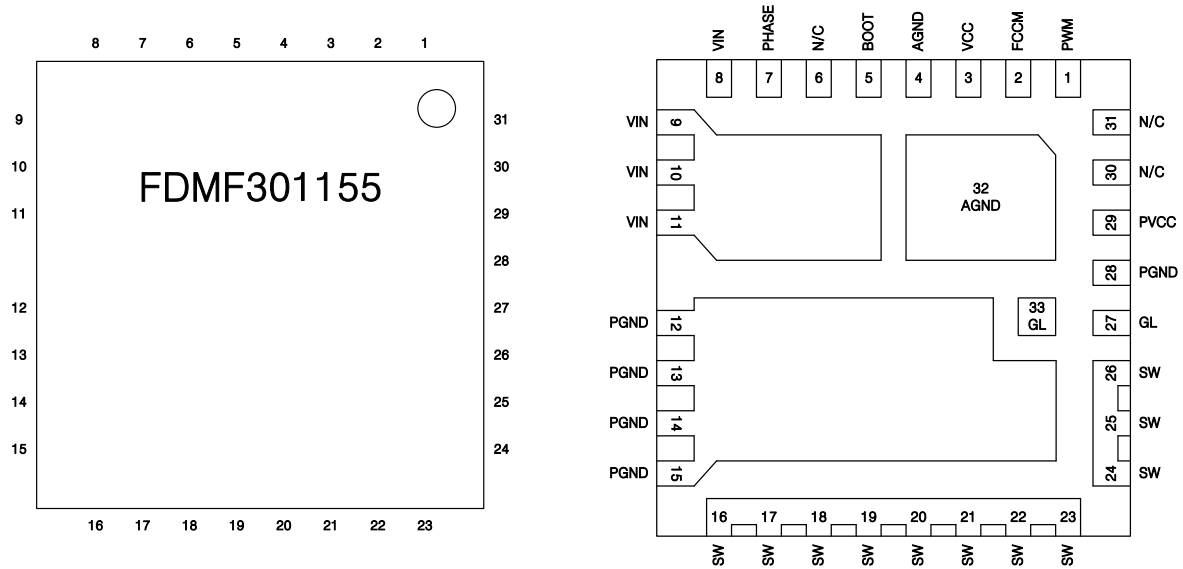 8 7 6 5 4 3 2 1
9 31
10 30
FDMF301155
11 29
28
12 27
13 26
14 25
15 24
16 17 18 19 20 21 22 23
VIN PHASE N/C BOOT AGND VCC FCCM PWM
8 7 6 5 4 3 2 1
VIN 9 31 N/C
VIN 10 30 N/C
32
AGND
VIN 11 29 PVCC
28 PGND
33
GL
PGND 12 27 GL
PGND 13 26 SW
PGND 14 25 SW
PGND 15 24 SW
16 17 18 19 20 21 22 23
SW SW SW SW SW SW SW SW